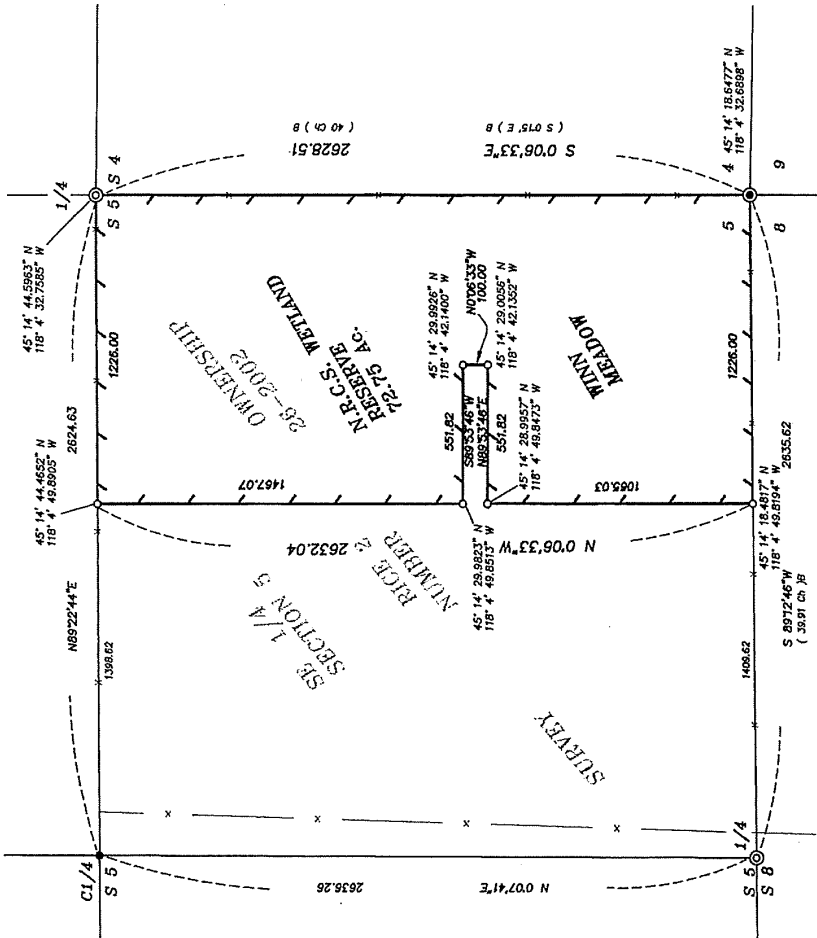 1/4
S 5 S 4
45° 14' 44.5963" N
118° 4' 32.7585" W
1226.00
2624.63
45° 14' 44.4652" N
118° 4' 49.8905" W
N89°22'44"E
1398.62
C1/4
S 5
2628.51
( 40 Ch ) B
S 0°06'33"E
( S 0°15' E ) B
OWNERSHIP
26-2002
N.R.C.S. WETLAND
RESERVE
72.75 Ac.
45° 14' 29.9926" N
118° 4' 42.1400" W
N0°06'33"W
100.00
45° 14' 29.0056" N
118° 4' 42.1352" W
551.82
S89°53'46"W
N89°53'46"E
551.82
45° 14' 28.9957" N
118° 4' 49.8473" W
45° 14' 29.9823" N
118° 4' 49.8513" W
1467.07
1065.03
2632.04
N 0°06'33"W
WINN
MEADOW
SE 1/4
SECTION 5
RICE 2
NUMBER
SURVEY
2636.26
N 0°07'41"E
4
5
9
8
45° 14' 18.6477" N
118° 4' 32.6898" W
1226.00
2635.62
45° 14' 18.4817" N
118° 4' 49.8194" W
S 89°12'46"W
( 39.91 Ch )B
1409.62
1/4
S 5
S 8